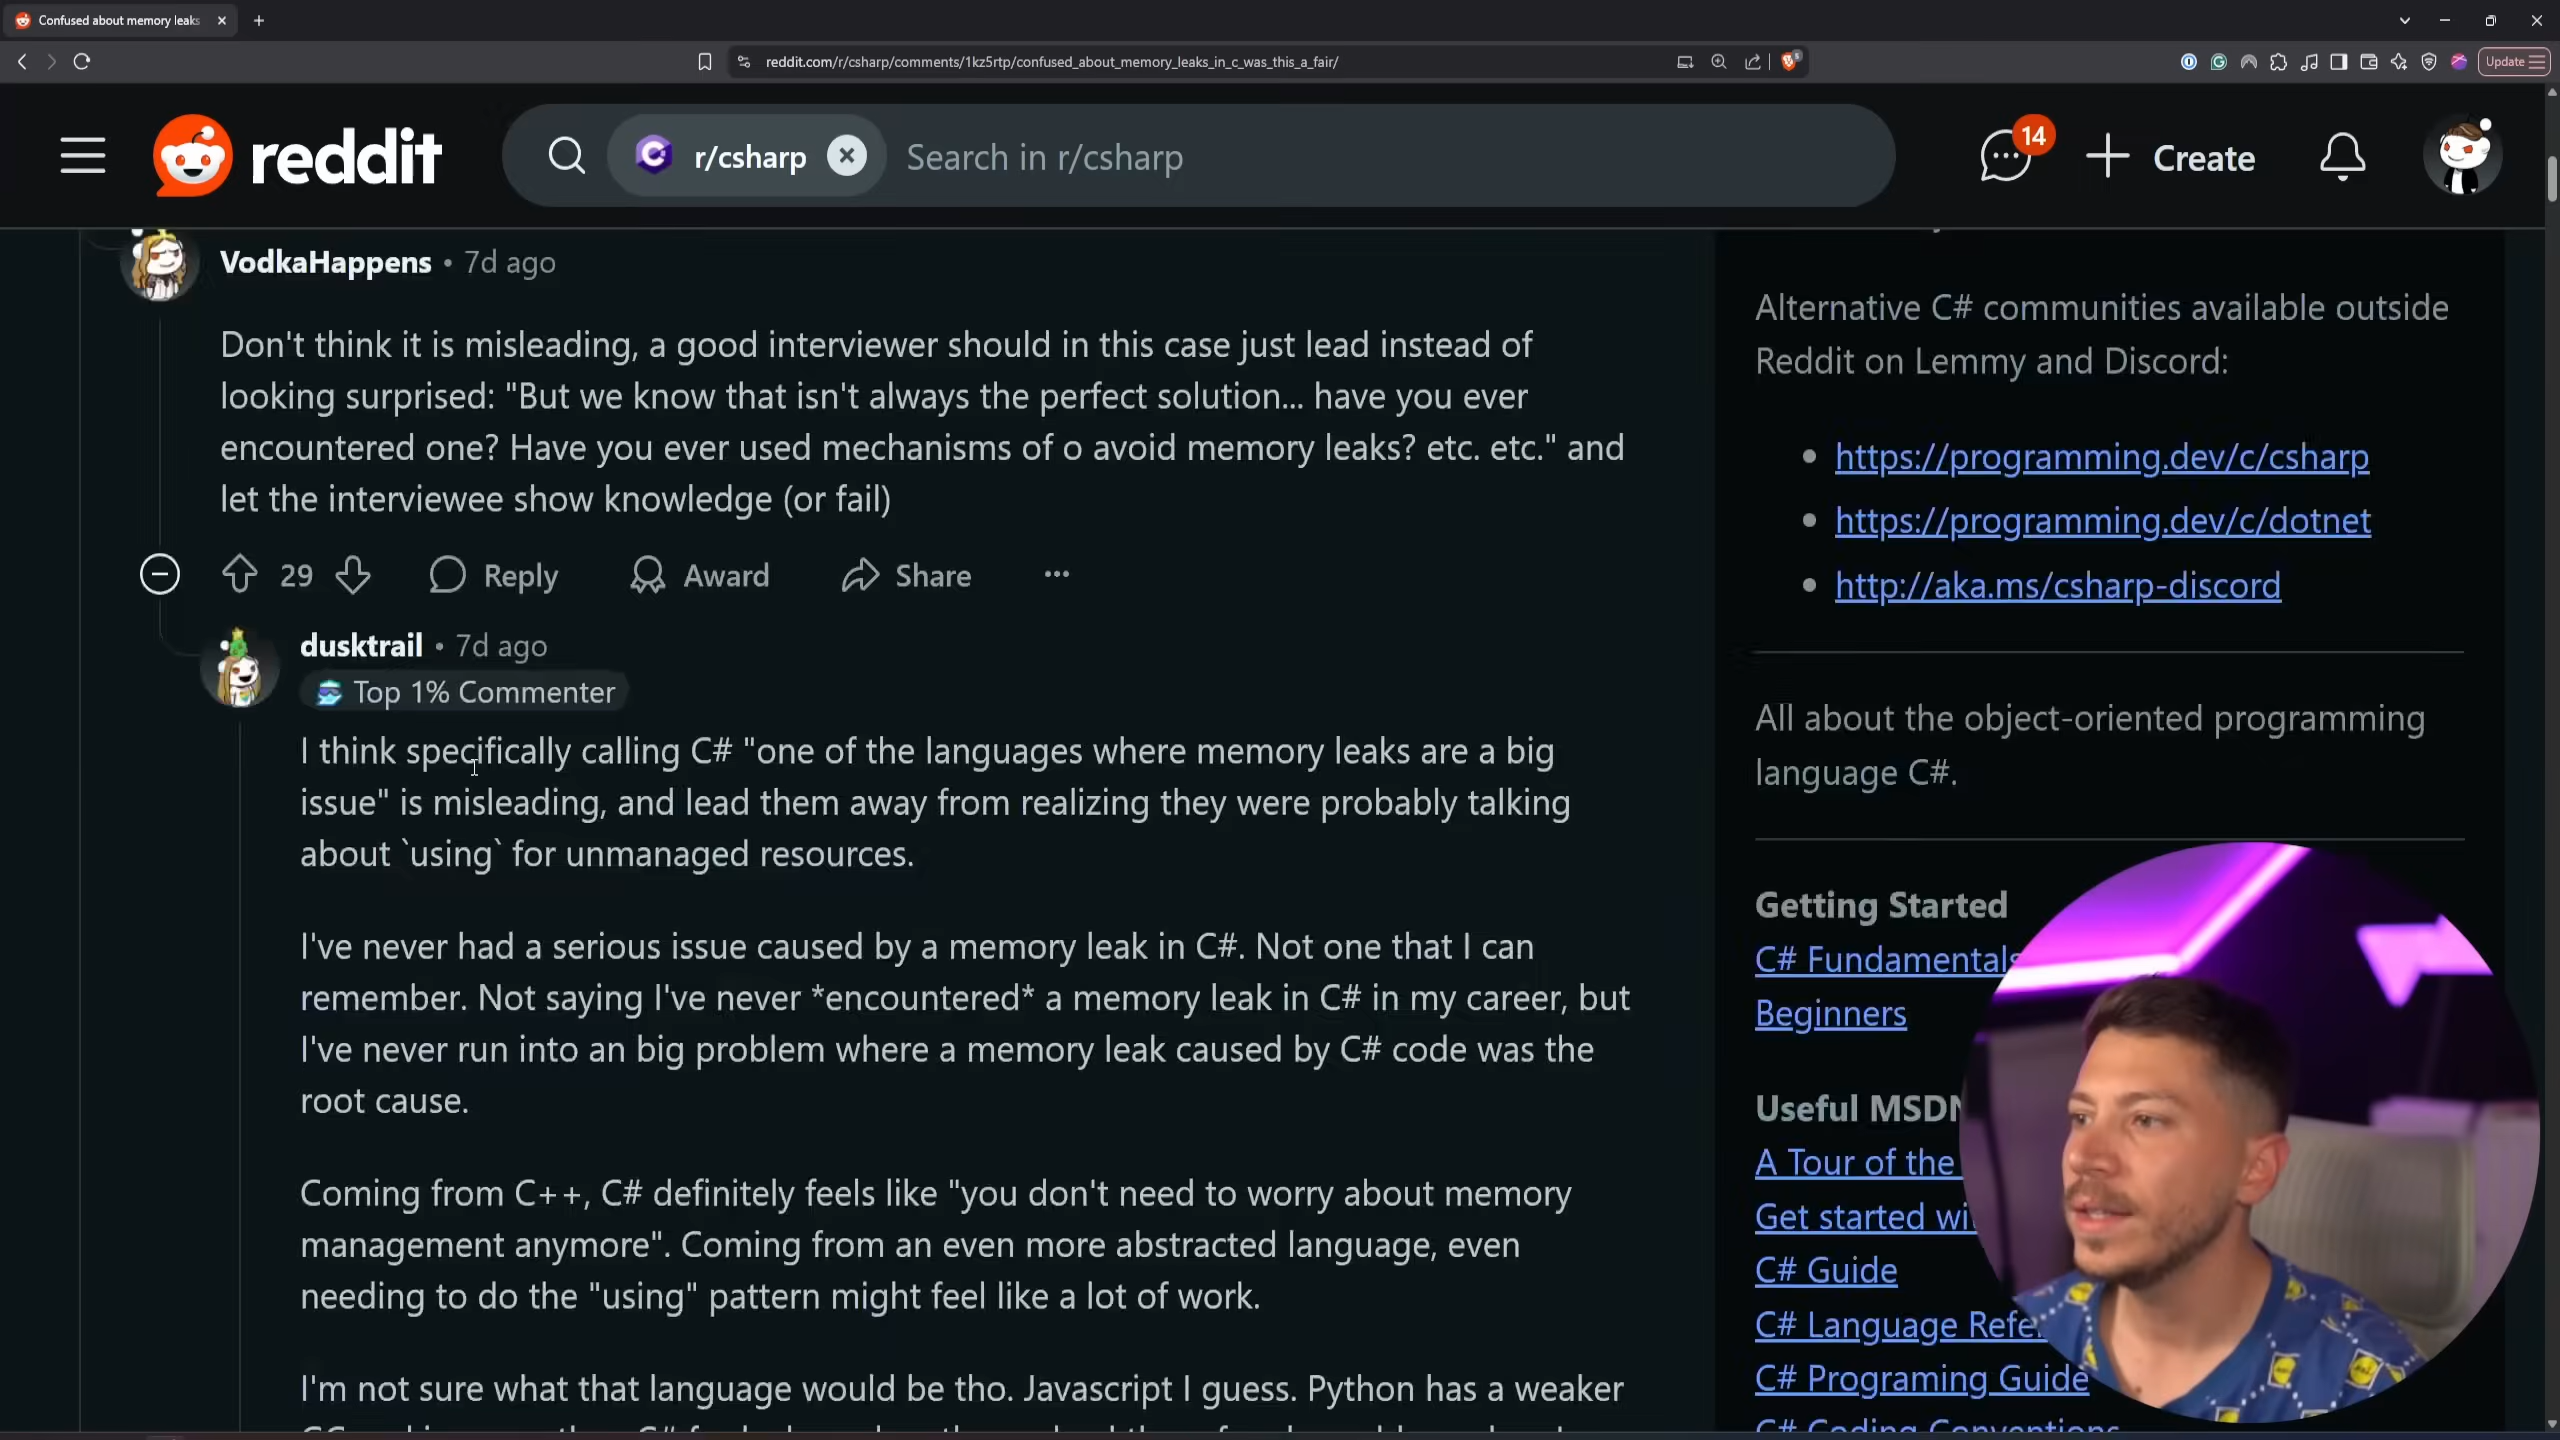 Confused about memory leaks
reddit.com/r/csharp/comments/1kz5rtp/confused_about_memory_leaks_in_c_was_this_a_fair/
Update
reddit
r/csharp
Search in r/csharp
14
Create
VodkaHappens • 7d ago
Don't think it is misleading, a good interviewer should in this case just lead instead of
looking surprised: "But we know that isn't always the perfect solution... have you ever
encountered one? Have you ever used mechanisms of o avoid memory leaks? etc. etc." and
let the interviewee show knowledge (or fail)
29
Reply
Award
Share
dusktrail • 7d ago
Top 1% Commenter
I think specifically calling C# "one of the languages where memory leaks are a big
issue" is misleading, and lead them away from realizing they were probably talking
about `using` for unmanaged resources.
I've never had a serious issue caused by a memory leak in C#. Not one that I can
remember. Not saying I've never *encountered* a memory leak in C# in my career, but
I've never run into an big problem where a memory leak caused by C# code was the
root cause.
Coming from C++, C# definitely feels like "you don't need to worry about memory
management anymore". Coming from an even more abstracted language, even
needing to do the "using" pattern might feel like a lot of work.
I'm not sure what that language would be tho. Javascript I guess. Python has a weaker
Alternative C# communities available outside
Reddit on Lemmy and Discord:
• https://programming.dev/c/csharp
• https://programming.dev/c/dotnet
• http://aka.ms/csharp-discord
All about the object-oriented programming
language C#.
Getting Started
C# Fundamentals
Beginners
Useful MSDN
A Tour of the
Get started
C# Guide
C# Language
C# Programing Guide
C# Coding Conventions